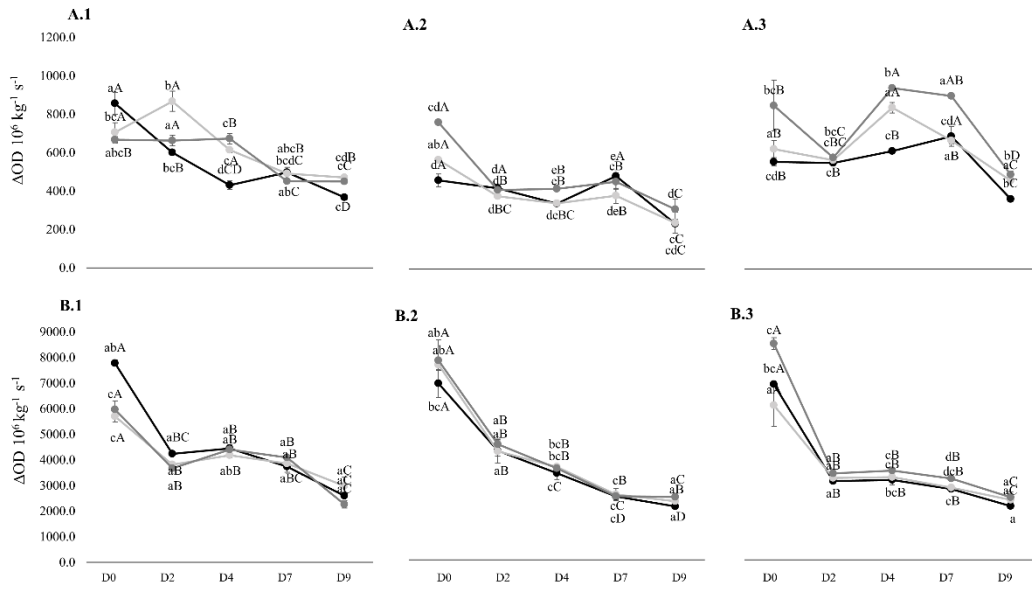 A.1
A.2
A.3
1200.0
1000.0
800.0
600.0
400.0
200.0
0.0
ΔOD 10⁶ kg⁻¹ s⁻¹
aA
bcA
abcB
bA
aA
bcB
cB
cA
dCD
abcB
bcdC
abC
cdB
cC
cD
cdA
abA
dA
dA
dB
dBC
cB
cB
dcBC
eA
cB
deB
dC
cC
cdC
bcB
aB
cdB
bcC
cBC
cB
bA
aA
cB
aAB
cdA
aB
bD
aC
bC
B.1
B.2
B.3
9000.0
8000.0
7000.0
6000.0
5000.0
4000.0
3000.0
2000.0
1000.0
0.0
ΔOD 10⁶ kg⁻¹ s⁻¹
abA
cA
cA
aBC
aB
aB
aB
aB
abB
aB
aB
aBC
aC
aC
aC
abA
abA
bcA
aB
aB
aB
bcB
bcB
cC
cB
cC
cD
aC
aB
aD
cA
bcA
aA
aB
aB
aB
cB
cB
bcB
dB
dcB
cB
aC
aC
a
D0 D2 D4 D7 D9
D0 D2 D4 D7 D9
D0 D2 D4 D7 D9